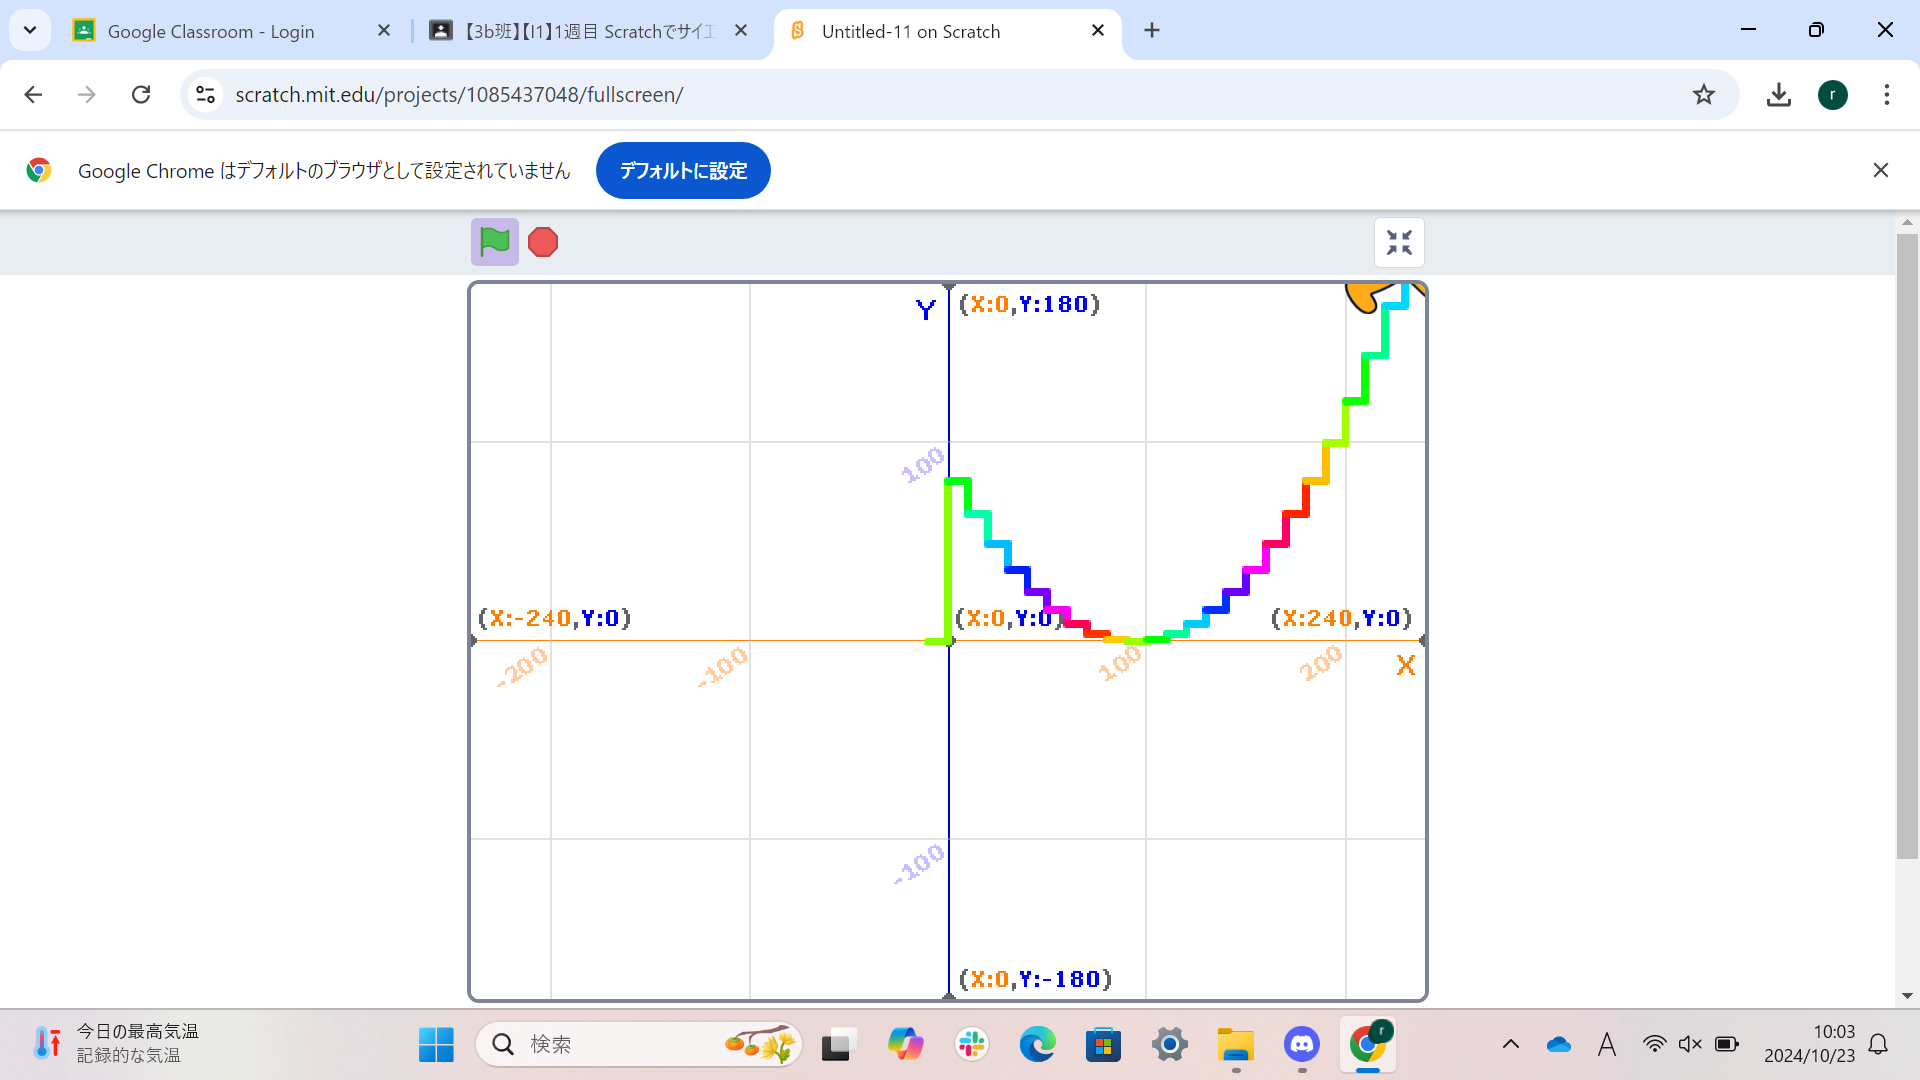 Google Classroom - Login
【3b班】【I1】1週目 Scratchでサイエ
Untitled-11 on Scratch
scratch.mit.edu/projects/1085437048/fullscreen/
r
Google Chrome はデフォルトのブラウザとして設定されていません
デフォルトに設定
Y
(X:0,Y:180)
100
(X:-240,Y:0)
(X:0,Y:0)
(X:240,Y:0)
-200
-100
100
200
X
-100
(X:0,Y:-180)
今日の最高気温
記録的な気温
検索
r
A
10:03
2024/10/23